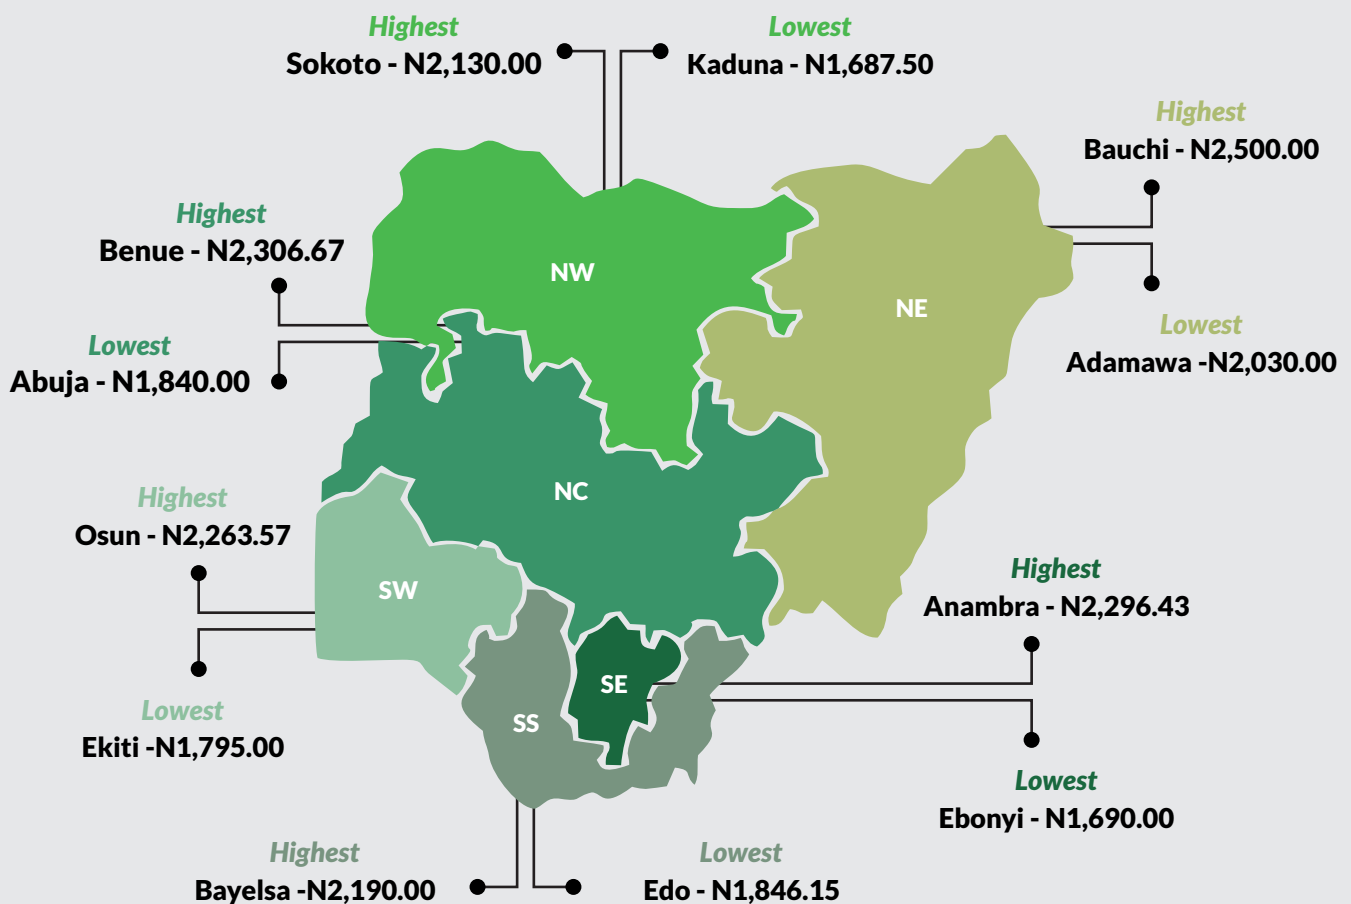 Highest
Sokoto - N2,130.00
Lowest
Kaduna - N1,687.50
Highest
Bauchi - N2,500.00
Highest
Benue - N2,306.67
NW
NE
Lowest
Adamawa -N2,030.00
Lowest
Abuja - N1,840.00
NC
Highest
Osun - N2,263.57
SW
Highest
Anambra - N2,296.43
SE
SS
Lowest
Ekiti -N1,795.00
Lowest
Ebonyi - N1,690.00
Highest
Bayelsa -N2,190.00
Lowest
Edo - N1,846.15